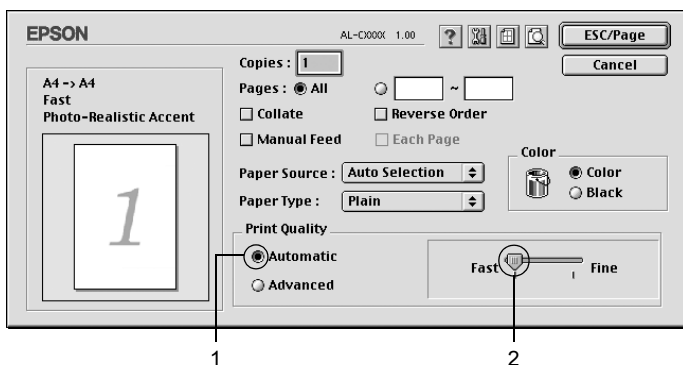 EPSON
AL-CXXXX 1.00
?
ESC/Page
Copies : 1
Cancel
A4 -> A4
Fast
Photo-Realistic Accent
1
Pages : All
~
Collate
Reverse Order
Manual Feed
Each Page
Paper Source : Auto Selection
Color
Color
Black
Paper Type : Plain
Print Quality
Automatic
Fast
Fine
Advanced
1
2